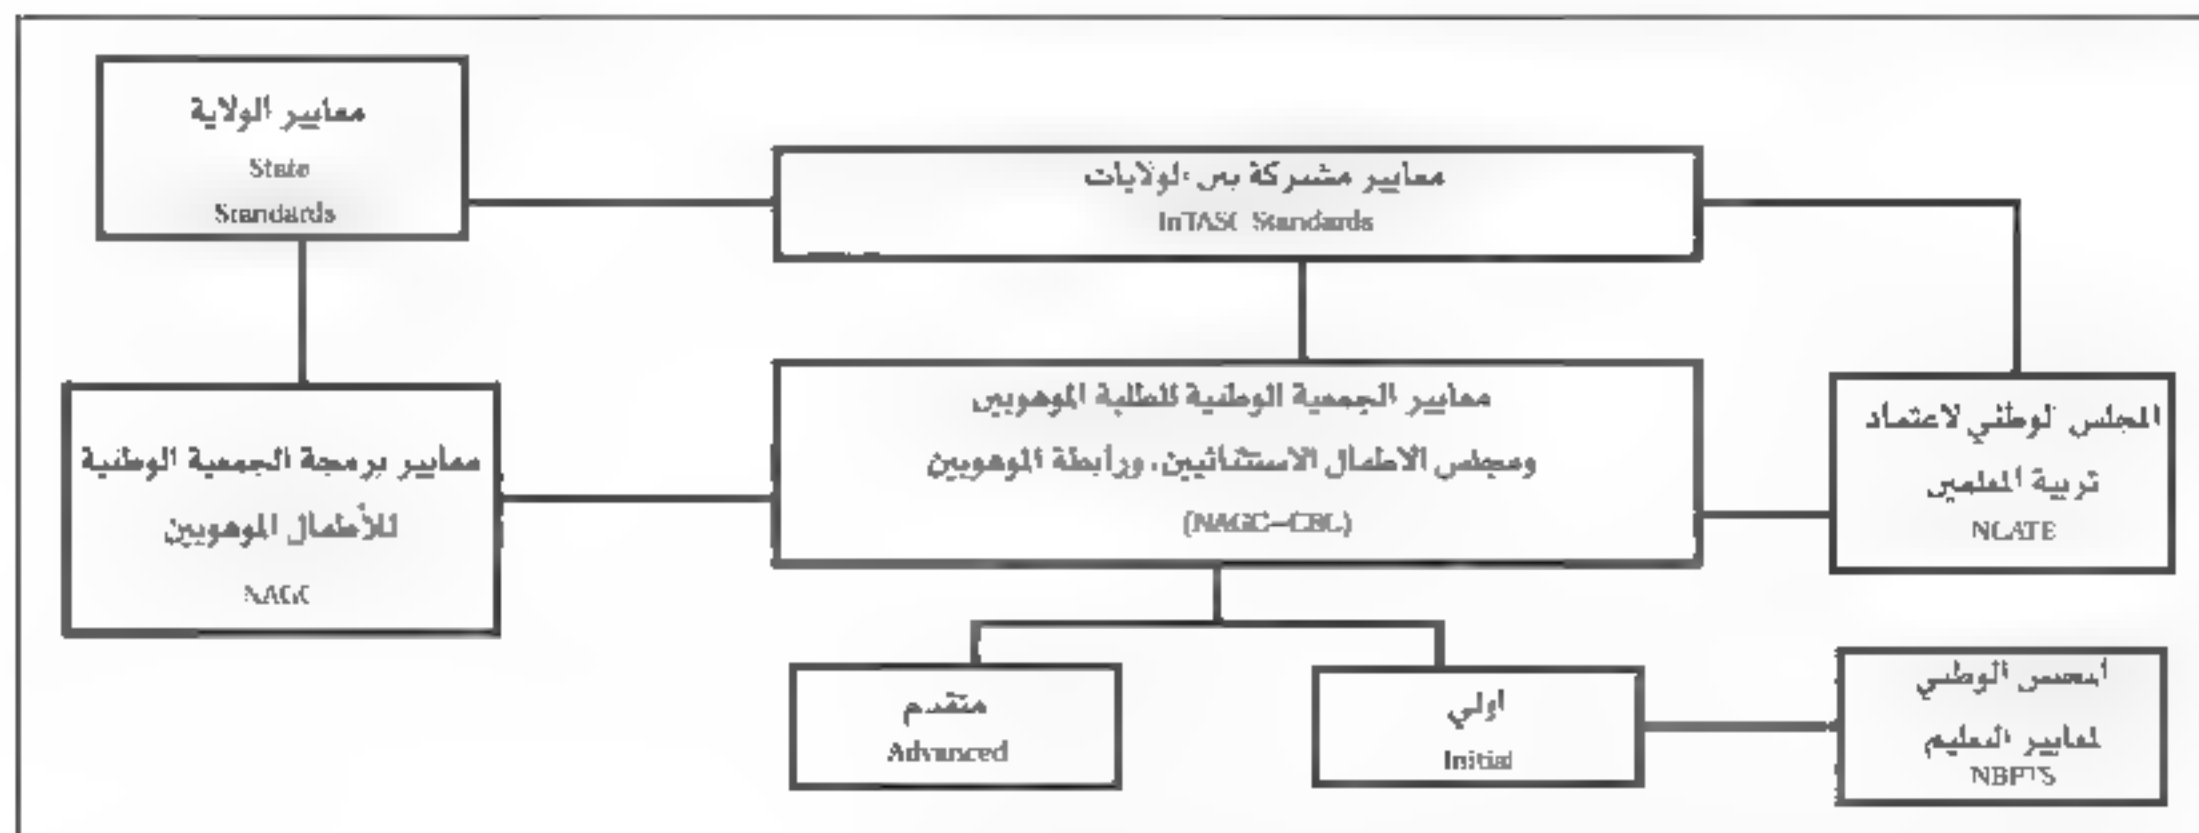 معايير الولاية
State
Standards
معايير مشتركة بين الولايات
InTASC Standards
معايير برمجة الجمعية الوطنية
للأطفال الموهوبين
NAGC
معايير الجمعية الوطنية للطلبة الموهوبين
ومجلس الأطفال الاستثنائيين، ورابطة الموهوبين
(NAGC-CEC)
المجلس الوطني لاعتماد
تربية المعلمين
NCATE
متقدم
Advanced
أولي
Initial
المجلس الوطني
لمعايير التعليم
NBPTS